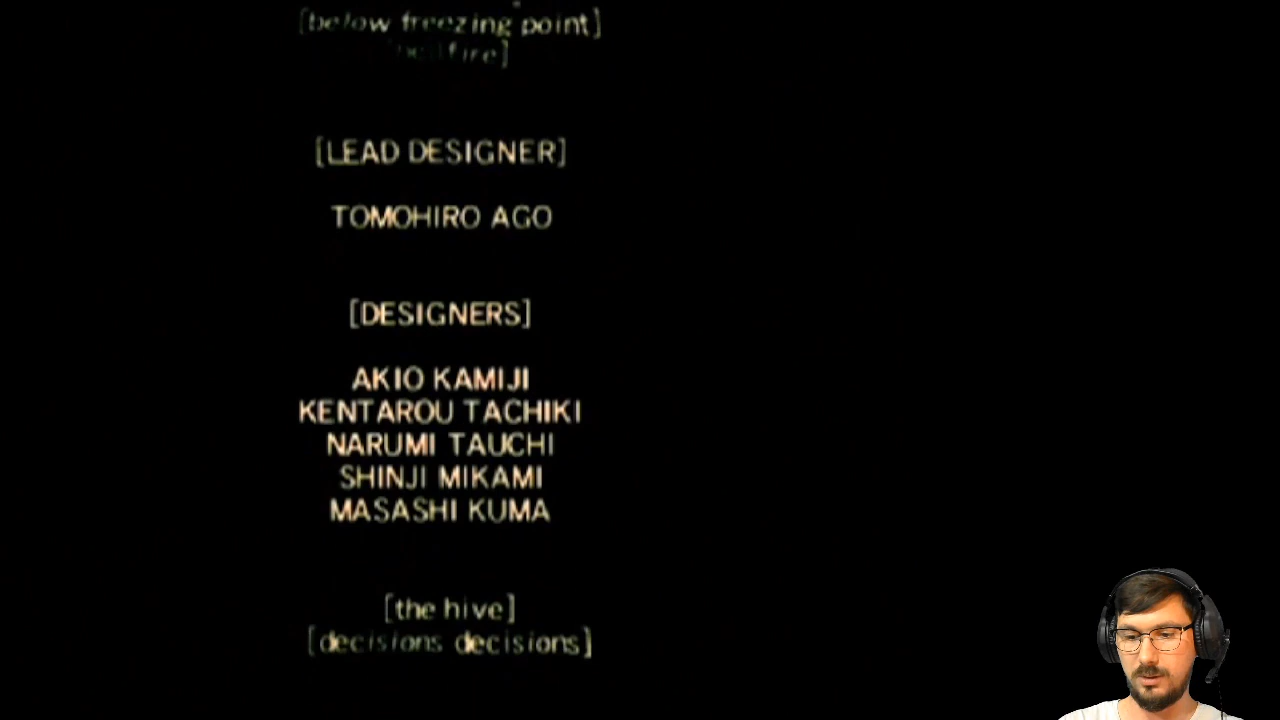 [below freezing point]
[hellfire]
[LEAD DESIGNER]
TOMOHIRO AGO
[DESIGNERS]
AKIO KAMIJI
KENTAROU TACHIKI
NARUMI TAUCHI
SHINJI MIKAMI
MASASHI KUMA
[the hive]
[decisions decisions]